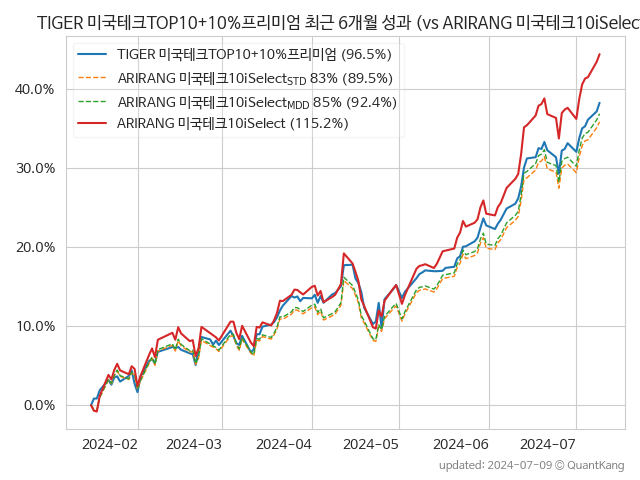 TIGER 미국테크TOP10+10%프리미엄 최근 6개월 성과 (vs ARIRANG 미국테크10iSelect
TIGER 미국테크TOP10+10%프리미엄 (96.5%)
ARIRANG 미국테크10iSelectSTD 83% (89.5%)
ARIRANG 미국테크10iSelectMDD 85% (92.4%)
ARIRANG 미국테크10iSelect (115.2%)
40.0%
30.0%
20.0%
10.0%
0.0%
2024-02
2024-03
2024-04
2024-05
2024-06
2024-07
updated: 2024-07-09 © QuantKang